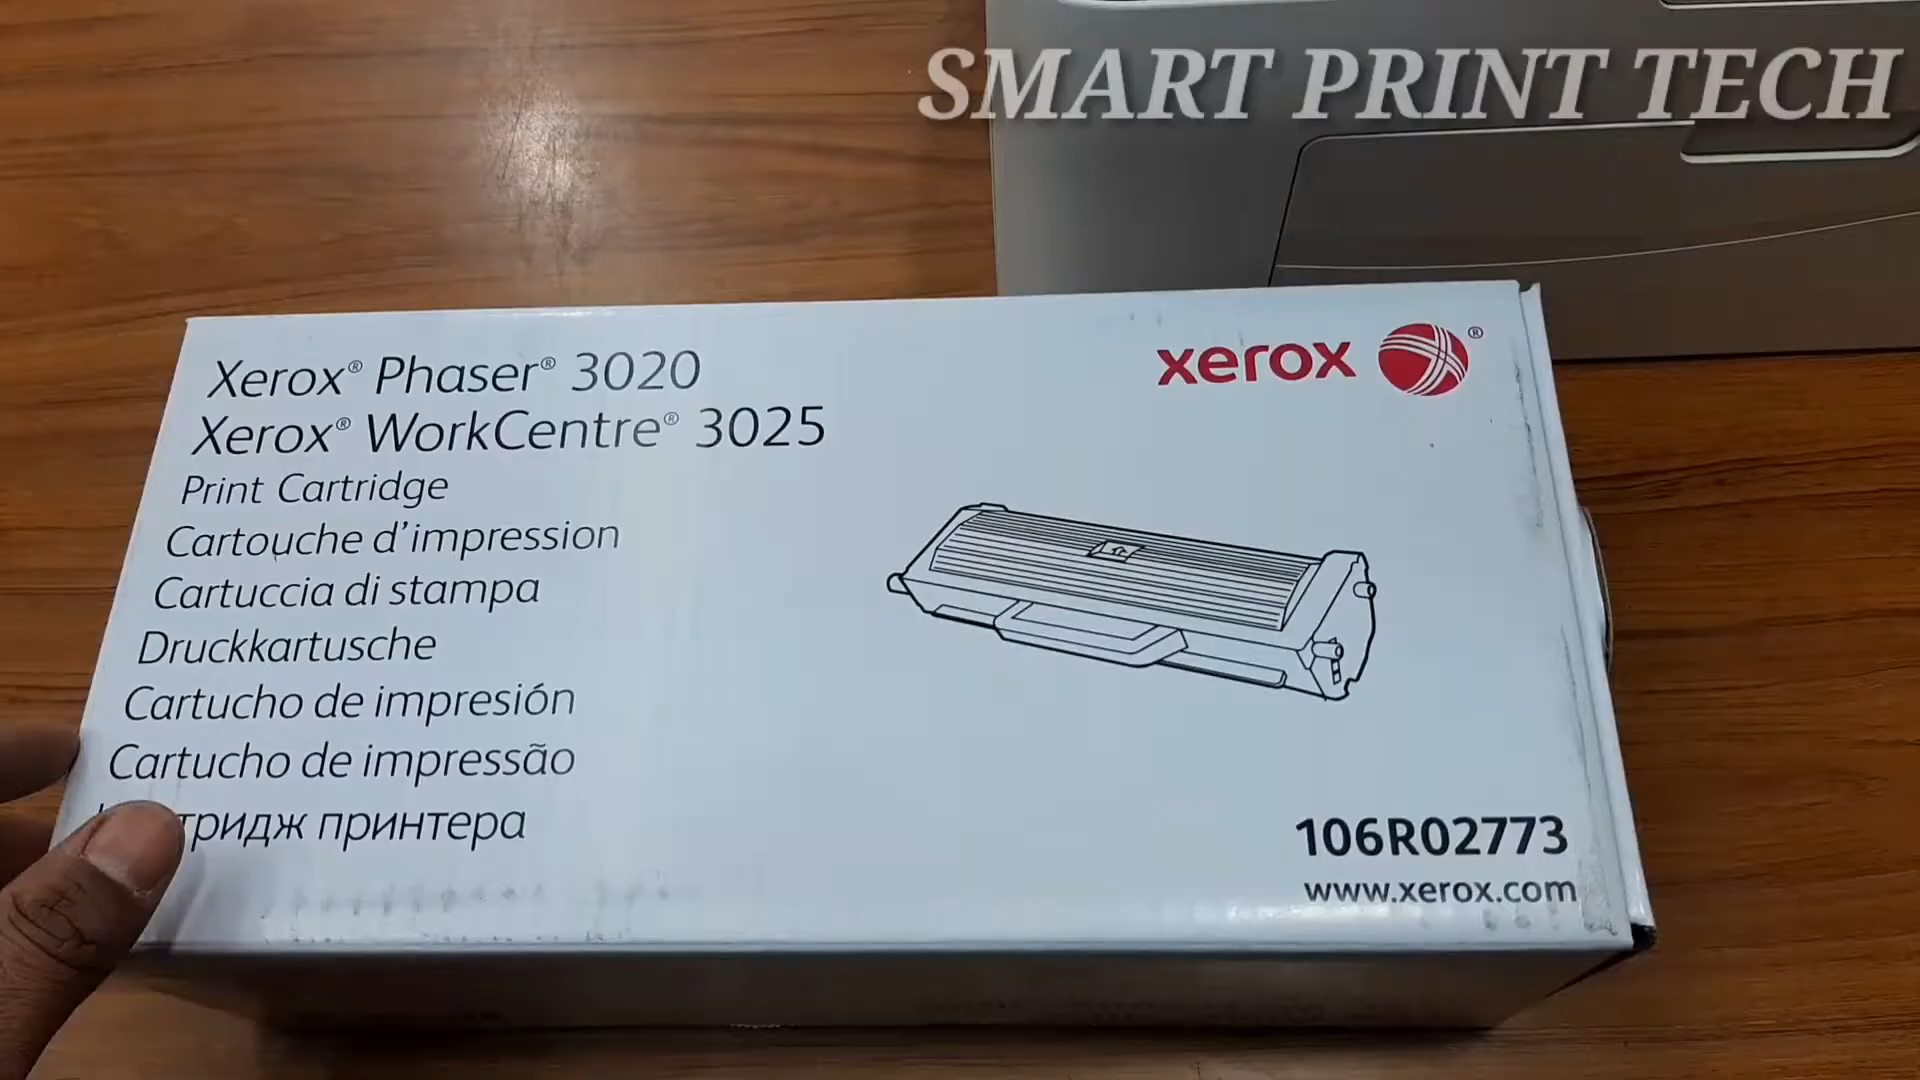 SMART PRINT TECH
Xerox® Phaser® 3020
Xerox® WorkCentre® 3025
Print Cartridge
Cartouche d'impression
Cartuccia di stampa
Druckkartusche
Cartucho de impresión
Cartucho de impressão
принтера
xerox ®
106R02773
www.xerox.com